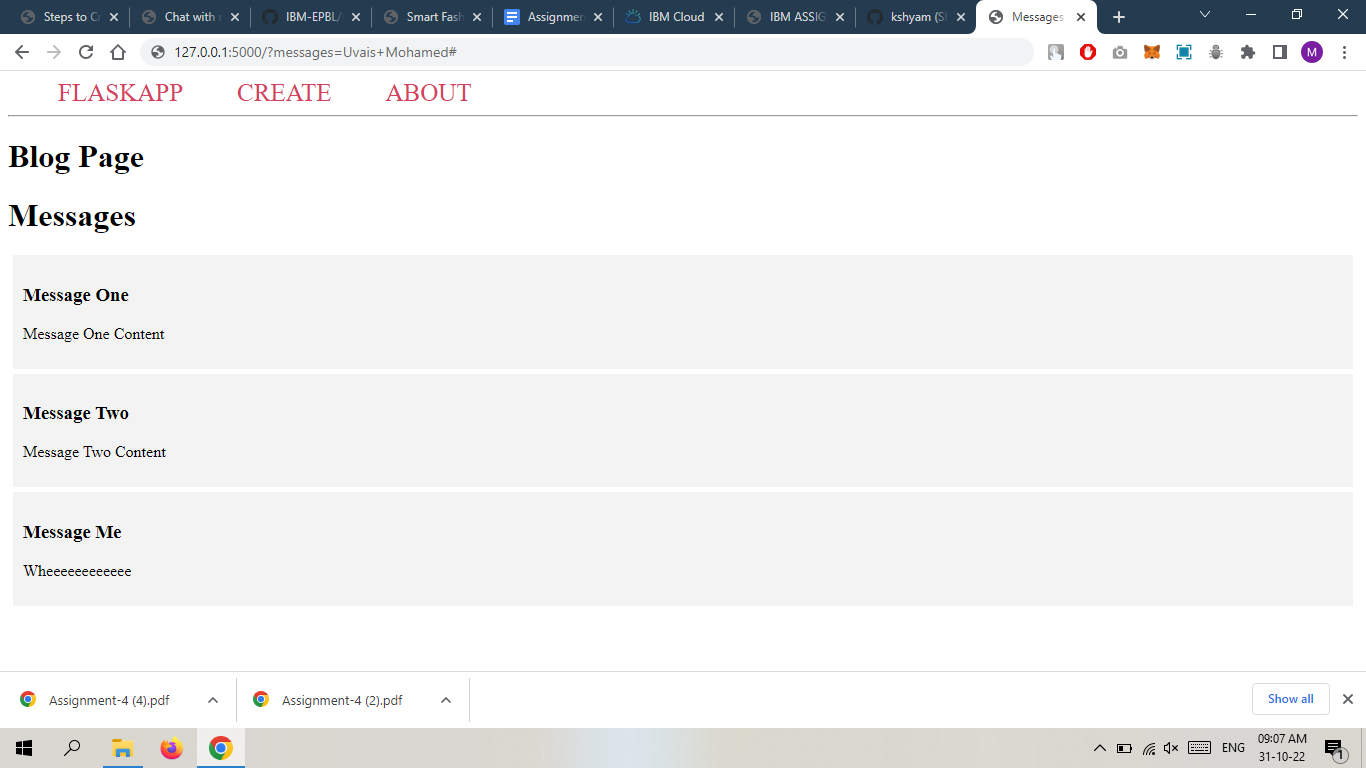 Steps to Cr
Chat with r
IBM-EPBL/
Smart Fash
Assignmen
IBM Cloud
IBM ASSIG
kshyam (Sh
Messages
127.0.0.1:5000/?messages=Uvais+Mohamed#
M
FLASKAPP CREATE ABOUT
Blog Page
Messages
Message One
Message One Content
Message Two
Message Two Content
Message Me
Wheeeeeeeeeeee
Assignment-4 (4).pdf
Assignment-4 (2).pdf
Show all
ENG
09:07 AM
31-10-22
1